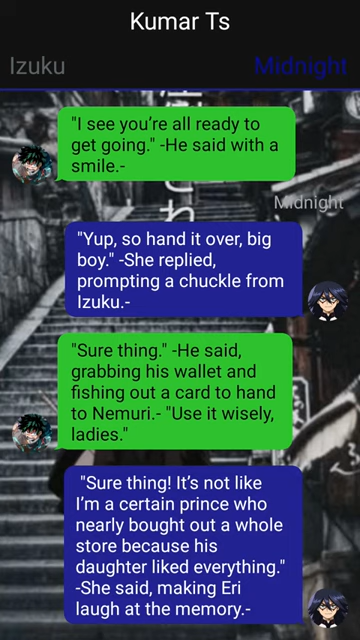 Kumar Ts
Izuku
Midnight
"I see you’re all ready to
get going." -He said with a
smile.-
Midnight
"Yup, so hand it over, big
boy." -She replied,
prompting a chuckle from
Izuku.-
"Sure thing." -He said,
grabbing his wallet and
fishing out a card to hand
to Nemuri.- "Use it wisely,
ladies."
"Sure thing! It’s not like
I’m a certain prince who
nearly bought out a whole
store because his
daughter liked everything."
-She said, making Eri
laugh at the memory.-